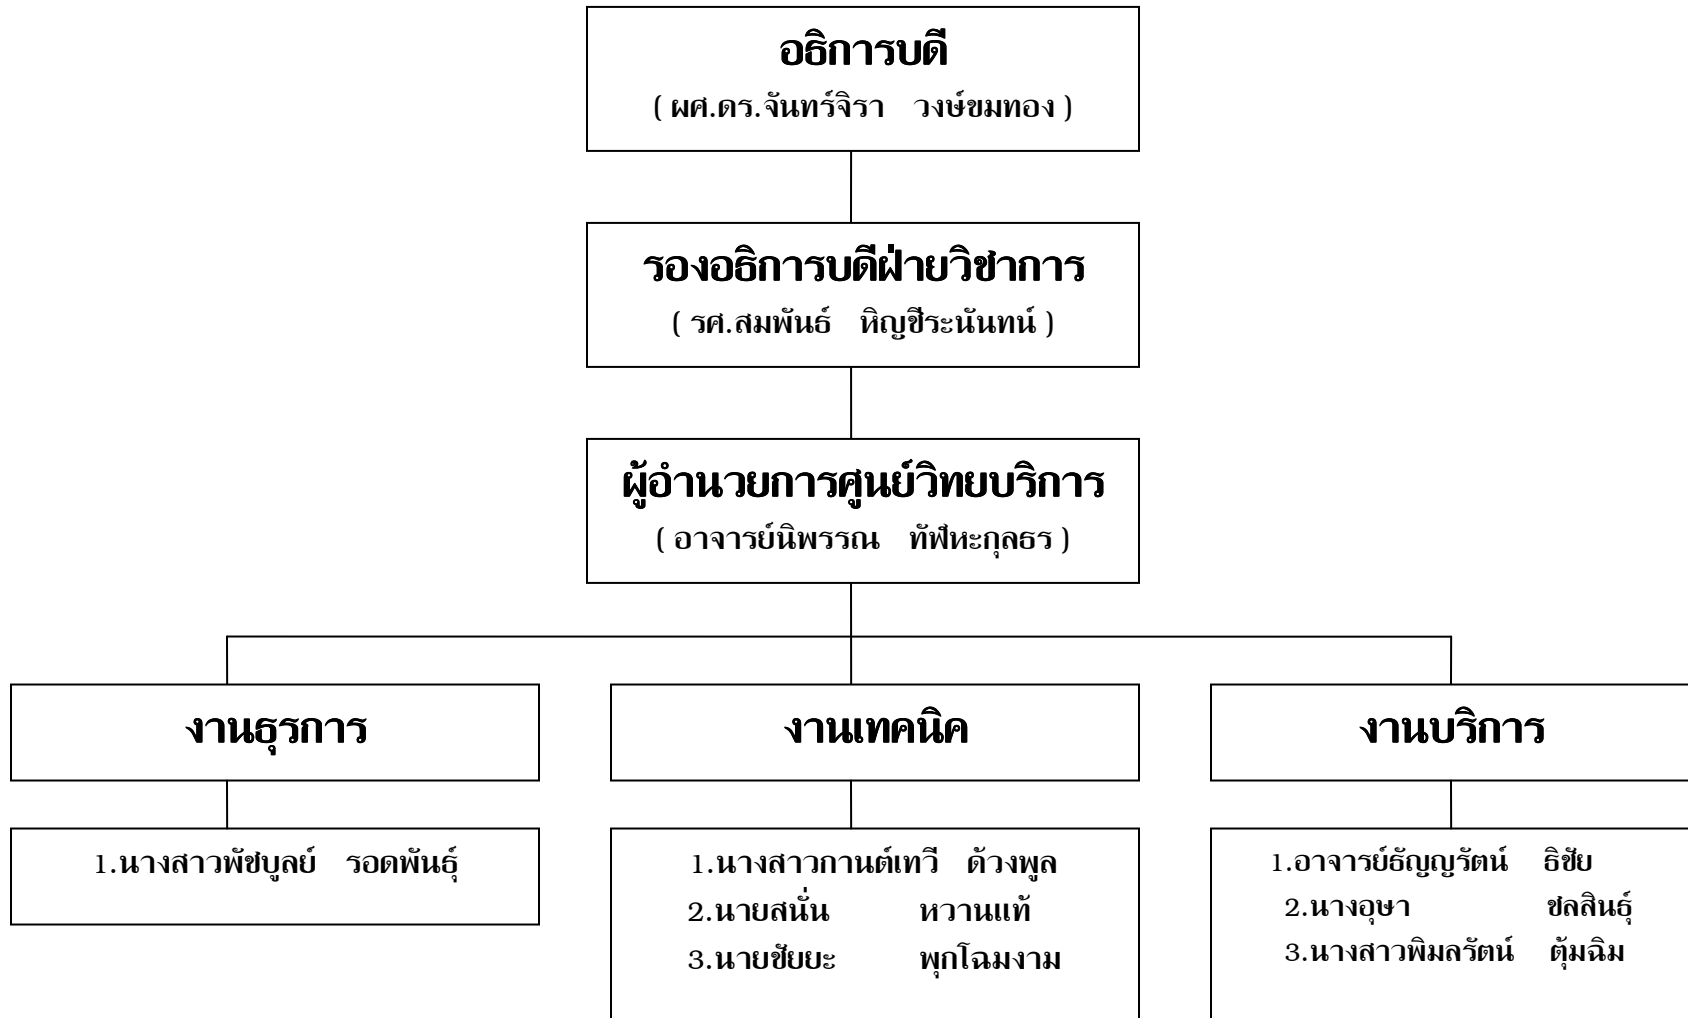 อธิการบดี
( ผศ.ดร.จันทร์จิรา วงษ์ขมทอง )
รองอธิการบดีฝ่ายวิชาการ
( รศ.สมพันธ์ หิญชีระนันทน์ )
ผู้อำนวยการศูนย์วิทยบริการ
( อาจารย์นิพรรณ ทัฬหะกุลธร )
งานธุรการ
1.นางสาวพัชบูลย์ รอดพันธุ์
งานเทคนิค
1.นางสาวกานต์เทวี ด้วงพูล
2.นายสนั่น หวานแท้
3.นายชัยยะ พุกโฉมงาม
งานบริการ
1.อาจารย์ธัญญรัตน์ ธิชัย
2.นางอุษา ชลสินธุ์
3.นางสาวพิมลรัตน์ ตุ้มฉิม